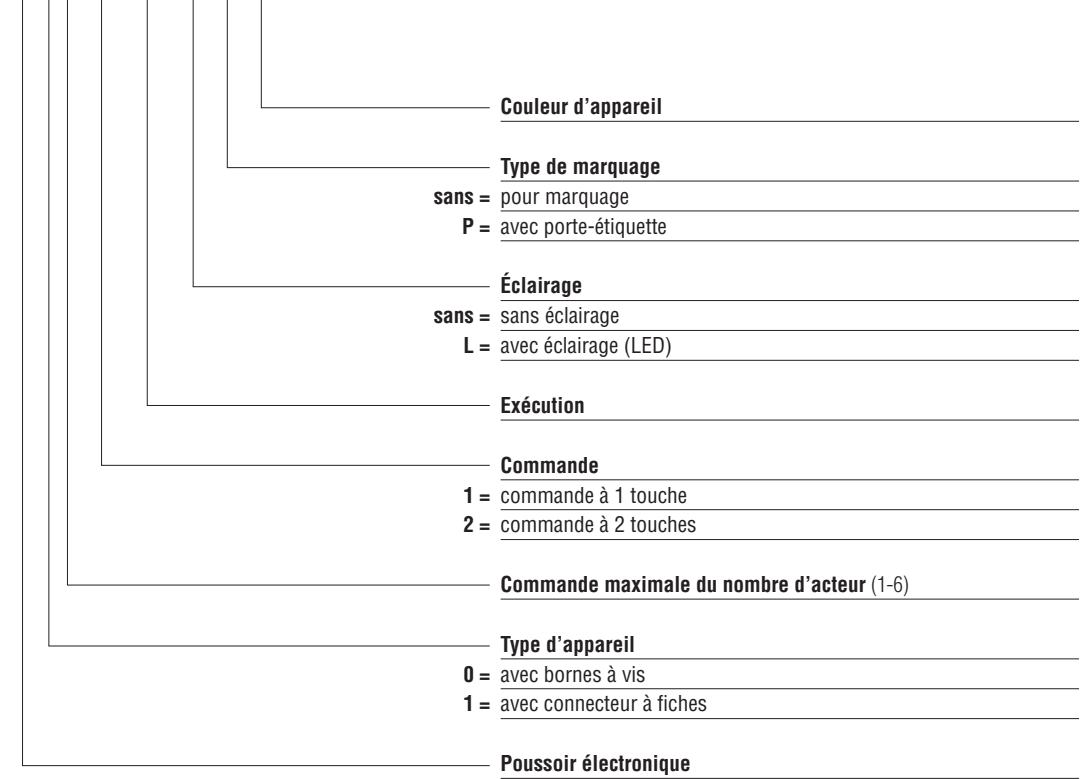 Couleur d’appareil
Type de marquage
sans = pour marquage
P = avec porte-étiquette
Éclairage
sans = sans éclairage
L = avec éclairage (LED)
Exécution
Commande
1 = commande à 1 touche
2 = commande à 2 touches
Commande maximale du nombre d’acteur (1-6)
Type d’appareil
0 = avec bornes à vis
1 = avec connecteur à fiches
Poussoir électronique